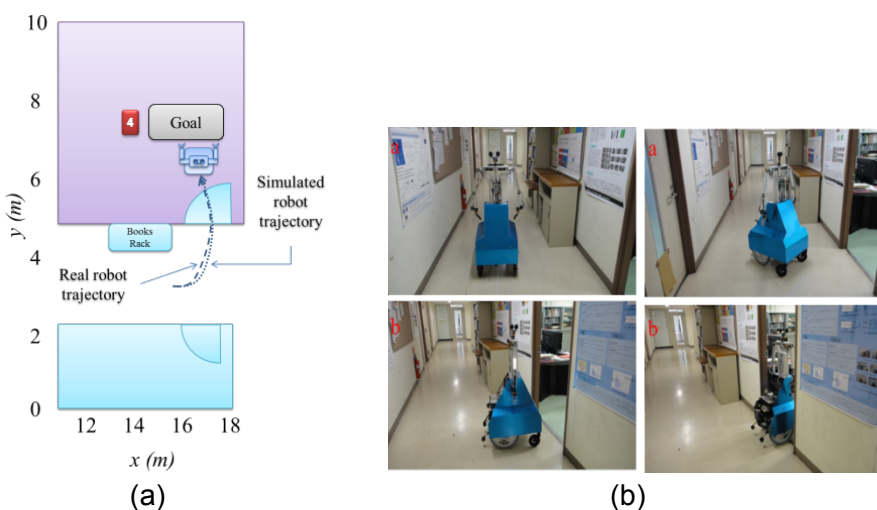 10
8
6
4
2
0
y (m)
4
Goal
Simulated
robot
trajectory
Books
Rack
Real robot
trajectory
12 14 16 18
x (m)
(a)
a
a
b
b
(b)